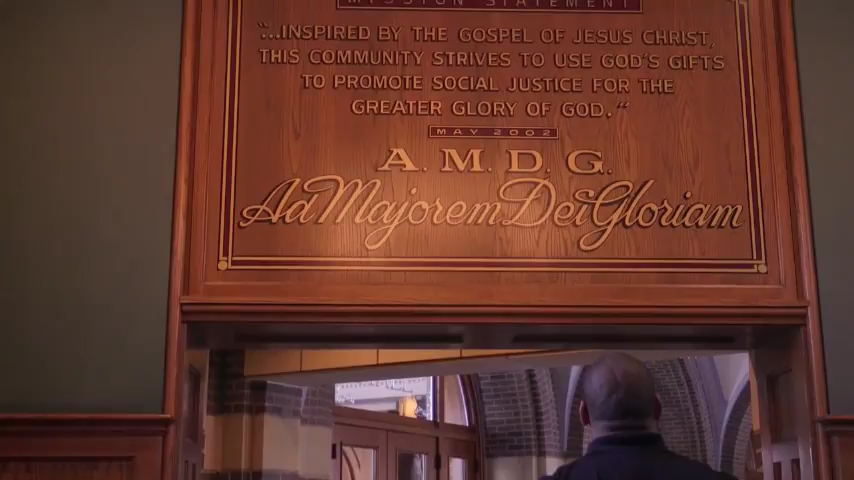 MISSION STATEMENT
"...INSPIRED BY THE GOSPEL OF JESUS CHRIST,
THIS COMMUNITY STRIVES TO USE GOD'S GIFTS
TO PROMOTE SOCIAL JUSTICE FOR THE
GREATER GLORY OF GOD."
MAY 2002
A. M. D. G.
Ad Majorem Dei Gloriam